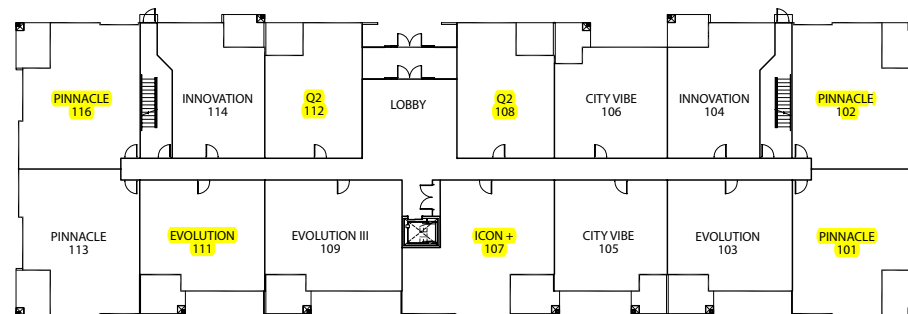 PINNACLE
116
INNOVATION
114
Q2
112
LOBBY
Q2
108
CITY VIBE
106
INNOVATION
104
PINNACLE
102
PINNACLE
113
EVOLUTION
111
EVOLUTION III
109
ICON +
107
CITY VIBE
105
EVOLUTION
103
PINNACLE
101